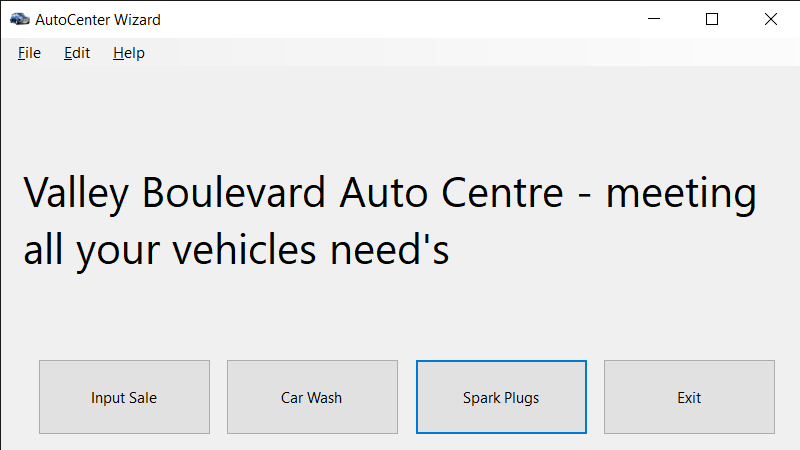 AutoCenter Wizard
File Edit Help
Valley Boulevard Auto Centre - meeting
all your vehicles need's
Input Sale Car Wash Spark Plugs Exit